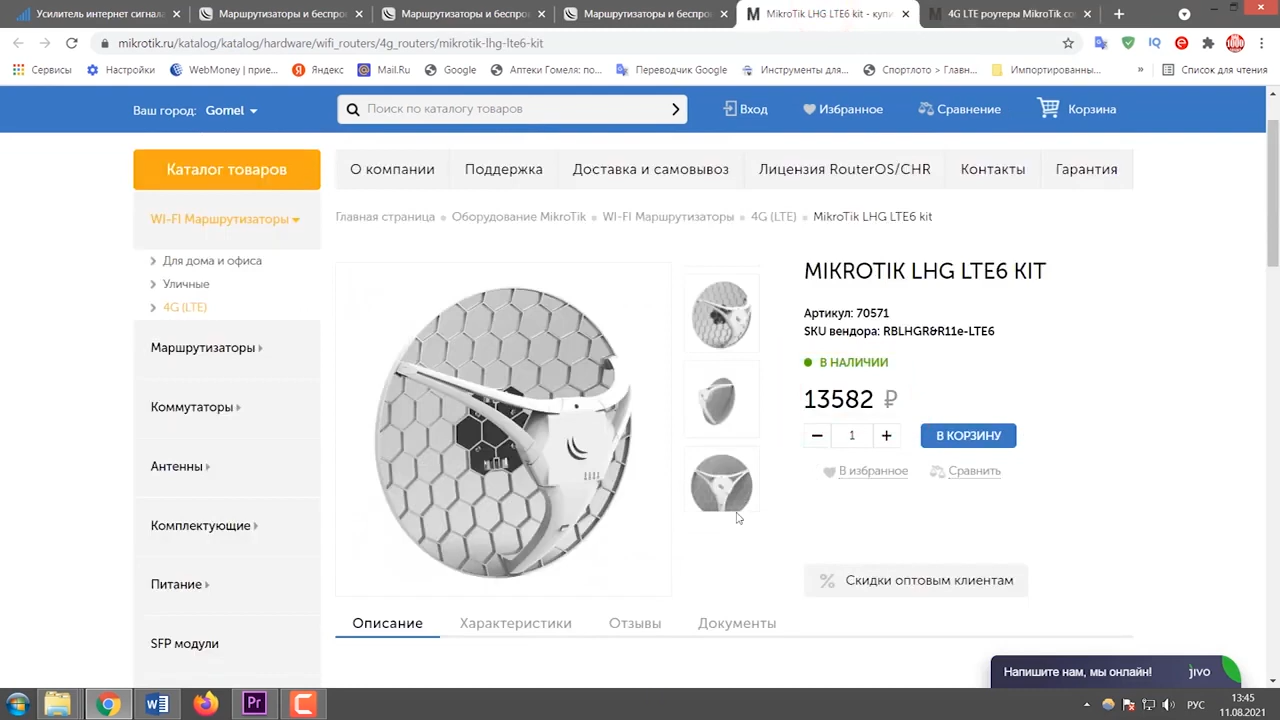 Усилитель интернет сигнала
Маршрутизаторы и беспро
Маршрутизаторы и беспро
Маршрутизаторы и беспро
MikroTik LHG LTE6 kit - купи
4G LTE роутеры MikroTik со
mikrotik.ru/katalog/katalog/hardware/wifi_routers/4g_routers/mikrotik-lhg-lte6-kit
Сервисы
Настройки
WebMoney | прие...
Яндекс
Mail.Ru
Google
Аптеки Гомеля: по...
Переводчик Google
Инструменты для...
Спортлото > Главн...
Импортированны...
»
Список для чтения
Ваш город: Gomel
Поиск по каталогу товаров
Вход
Избранное
Сравнение
Корзина
Каталог товаров
О компании
Поддержка
Доставка и самовывоз
Лицензия RouterOS/CHR
Контакты
Гарантия
WI-FI Маршрутизаторы
Для дома и офиса
Уличные
4G (LTE)
Маршрутизаторы
Коммутаторы
Антенны
Комплектующие
Питание
SFP модули
Главная страница
Оборудование MikroTik
WI-FI Маршрутизаторы
4G (LTE)
MikroTik LHG LTE6 kit
MIKROTIK LHG LTE6 KIT
Артикул: 70571
SKU вендора: RBLHGR&R11e-LTE6
В НАЛИЧИИ
13582 ₽
− 1 +
В КОРЗИНУ
В избранное
Сравнить
% Скидки оптовым клиентам
Описание
Характеристики
Отзывы
Документы
Напишите нам, мы онлайн!
jivo
РУС
13:45
11.08.2021